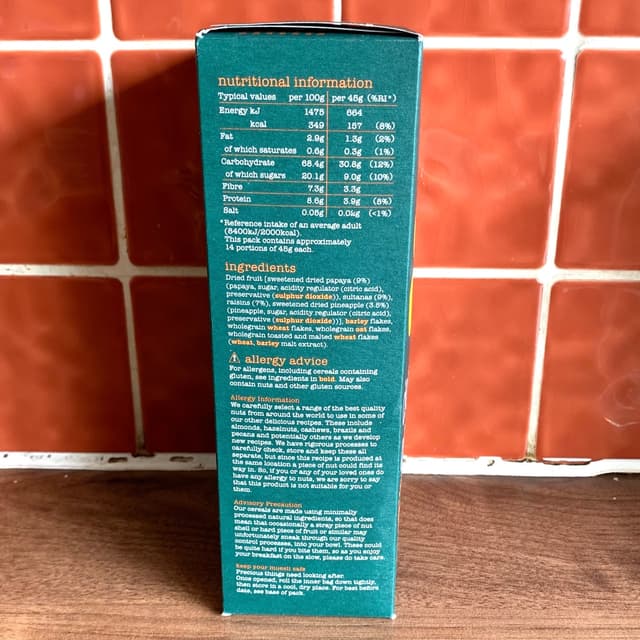 nutritional information
Typical values per 100g per 45g (%RI*)
Energy kJ 1475 664
kcal 349 157 (8%)
Fat 2.9g 1.3g (2%)
of which saturates 0.6g 0.3g (1%)
Carbohydrate 68.4g 30.8g (12%)
of which sugars 20.1g 9.0g (10%)
Fibre 7.3g 3.3g
Protein 8.6g 3.9g (8%)
Salt 0.05g 0.0kg (<1%)
*Reference intake of an average adult
(8400kJ/2000kcal).
This pack contains approximately
14 portions of 45g each.
ingredients
Dried fruit [sweetened dried papaya (9%)
(papaya, sugar, acidity regulator (citric acid),
preservative (sulphur dioxide)), sultanas (9%),
raisins (7%), sweetened dried pineapple (3.5%)
(pineapple, sugar, acidity regulator (citric acid),
preservative (sulphur dioxide))], barley flakes,
wholegrain wheat flakes, wholegrain oat flakes,
wholegrain toasted and malted wheat flakes
(wheat, barley malt extract).
allergy advice
For allergens, including cereals containing
gluten, see ingredients in bold. May also
contain nuts and other gluten sources.
Allergy Information
We carefully select a range of the best quality
nuts from around the world to use in some of
our other delicious recipes. These include
almonds, hazelnuts, cashews, brazils and
pecans and potentially others as we develop
new recipes. We have rigorous processes to
carefully check, store and keep these all
separate, but since this recipe is produced at
the same location a piece of nut could find its
way in. So, if you or any of your loved ones do
have any allergy to nuts, we are sorry to say
that this product is not suitable for you or
them.
Advisory Precaution
Our cereals are made using minimally
processed natural ingredients, so that does
mean that occasionally a stray piece of nut
shell or hard piece of fruit or similar may
unfortunately sneak through our quality
control processes, into your bowl. These could
be quite hard if you bite them, so as you enjoy
your breakfast on the slow, please do take care.
Keep your muesli safe
Precious things need looking after.
Once opened, roll the inner bag down tightly,
then store in a cool, dry place. For best before
date, see base of pack.